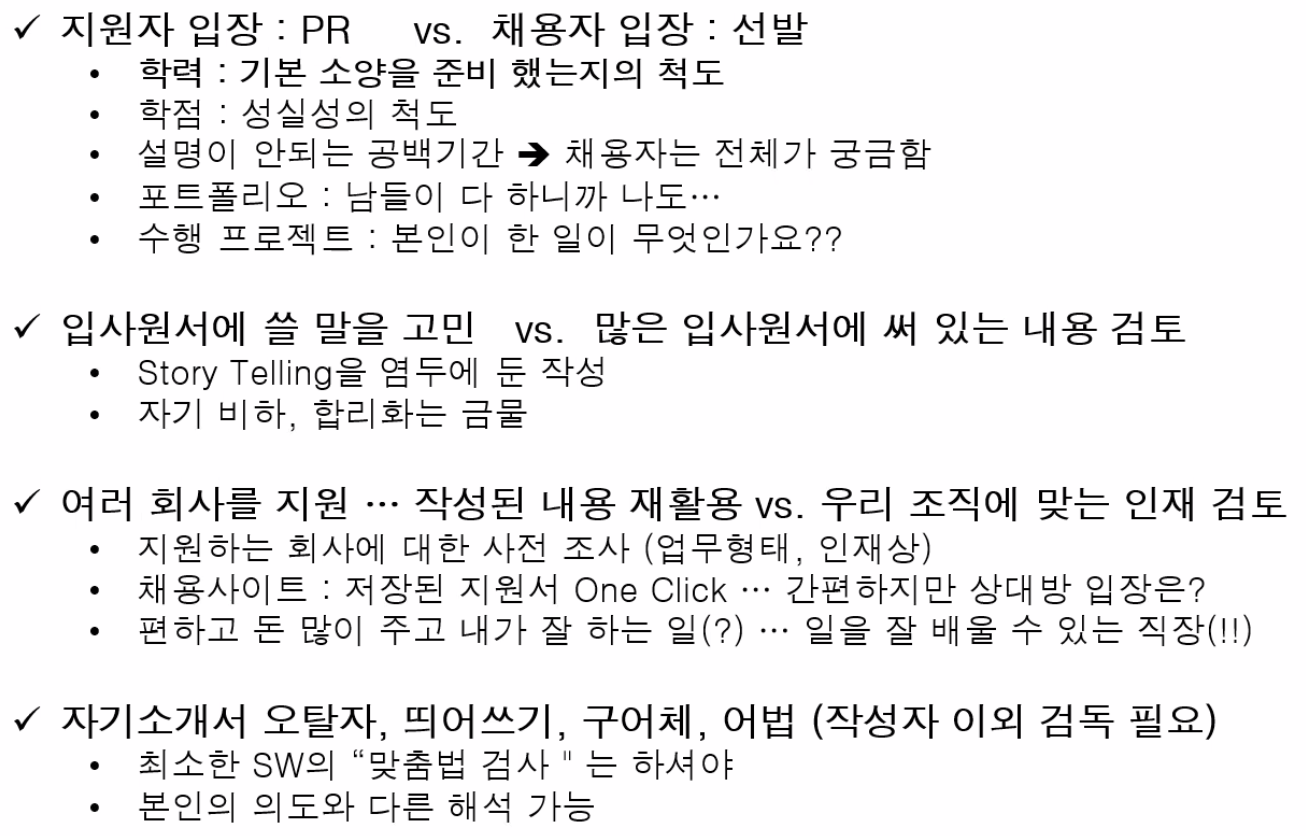 ✓ 지원자 입장 : PR vs. 채용자 입장 : 선발
• 학력 : 기본 소양을 준비 했는지의 척도
• 학점 : 성실성의 척도
• 설명이 안되는 공백기간 ➔ 채용자는 전체가 궁금함
• 포트폴리오 : 남들이 다 하니까 나도…
• 수행 프로젝트 : 본인이 한 일이 무엇인가요??
✓ 입사원서에 쓸 말을 고민 vs. 많은 입사원서에 써 있는 내용 검토
• Story Telling을 염두에 둔 작성
• 자기 비하, 합리화는 금물
✓ 여러 회사를 지원 … 작성된 내용 재활용 vs. 우리 조직에 맞는 인재 검토
• 지원하는 회사에 대한 사전 조사 (업무형태, 인재상)
• 채용사이트 : 저장된 지원서 One Click … 간편하지만 상대방 입장은?
• 편하고 돈 많이 주고 내가 잘 하는 일(?) … 일을 잘 배울 수 있는 직장(!!)
✓ 자기소개서 오탈자, 띄어쓰기, 구어체, 어법 (작성자 이외 검독 필요)
• 최소한 SW의 “맞춤법 검사 " 는 하셔야
• 본인의 의도와 다른 해석 가능